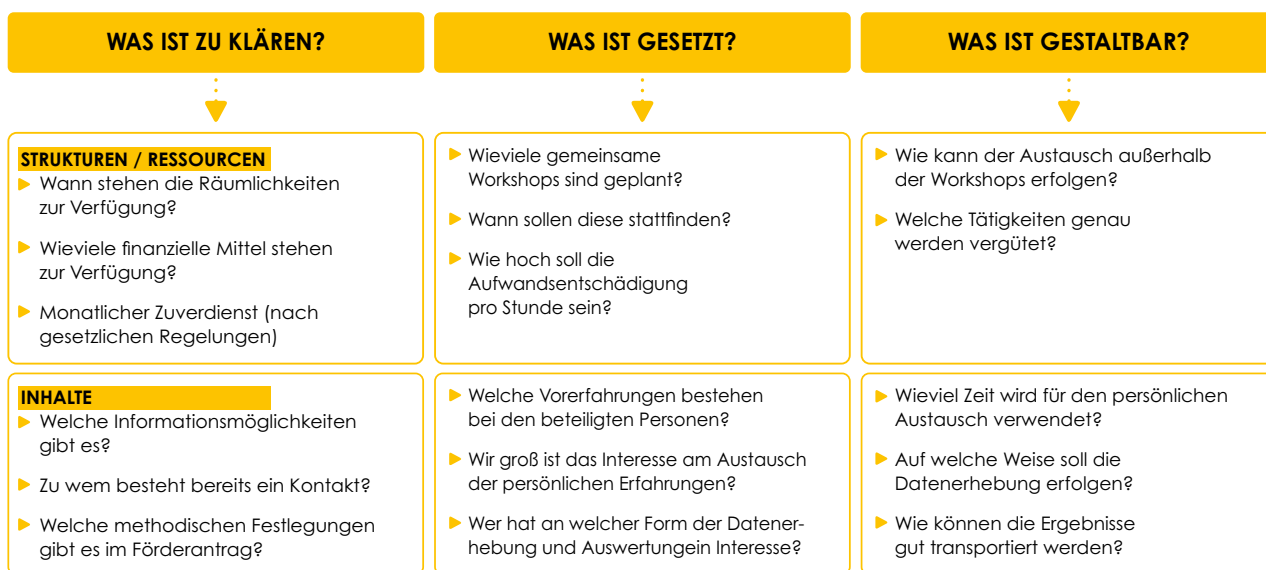 WAS IST ZU KLÄREN?
WAS IST GESETZT?
WAS IST GESTALTBAR?
STRUKTUREN / RESSOURCEN
Wann stehen die Räumlichkeiten
zur Verfügung?
Wieviele finanzielle Mittel stehen
zur Verfügung?
Monatlicher Zuverdienst (nach
gesetzlichen Regelungen)
Wieviele gemeinsame
Workshops sind geplant?
Wann sollen diese stattfinden?
Wie hoch soll die
Aufwandsentschädigung
pro Stunde sein?
Wie kann der Austausch außerhalb
der Workshops erfolgen?
Welche Tätigkeiten genau
werden vergütet?
INHALTE
Welche Informationsmöglichkeiten
gibt es?
Zu wem besteht bereits ein Kontakt?
Welche methodischen Festlegungen
gibt es im Förderantrag?
Welche Vorerfahrungen bestehen
bei den beteiligten Personen?
Wir groß ist das Interesse am Austausch
der persönlichen Erfahrungen?
Wer hat an welcher Form der Datener-
hebung und Auswertungein Interesse?
Wieviel Zeit wird für den persönlichen
Austausch verwendet?
Auf welche Weise soll die
Datenerhebung erfolgen?
Wie können die Ergebnisse
gut transportiert werden?